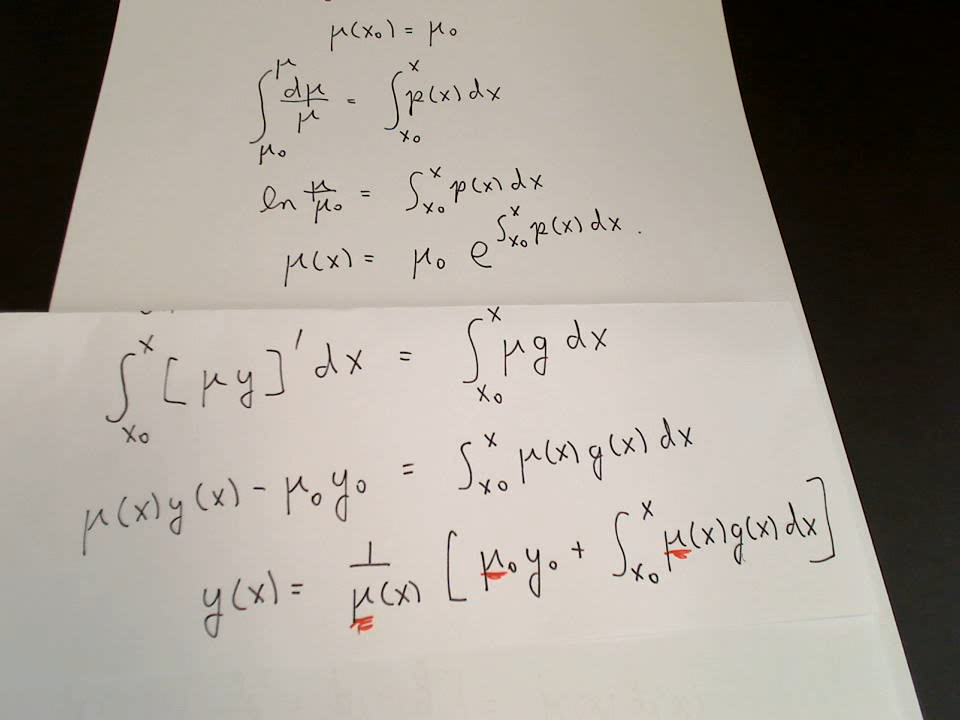 μ(x₀) = μ₀
∫_{μ₀}^{μ} dμ/μ = ∫_{x₀}^{x} p(x) dx
ln μ/μ₀ = ∫_{x₀}^{x} p(x) dx
μ(x) = μ₀ e^{∫_{x₀}^{x} p(x) dx}.
∫_{x₀}^{x} [μy]' dx = ∫_{x₀}^{x} μg dx
μ(x)y(x) - μ₀y₀ = ∫_{x₀}^{x} μ(x)g(x) dx
y(x) = 1/μ(x) [μ₀y₀ + ∫_{x₀}^{x} μ(x)g(x) dx]